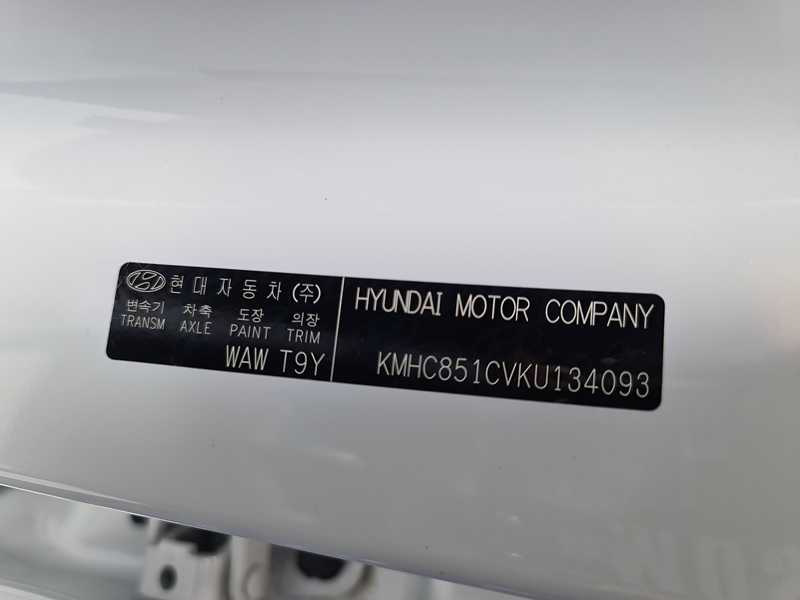 현대자동차(주)
변속기 차축 도장 의장
TRANSM AXLE PAINT TRIM
WAW T9Y
HYUNDAI MOTOR COMPANY
KMHC851CVKU134093